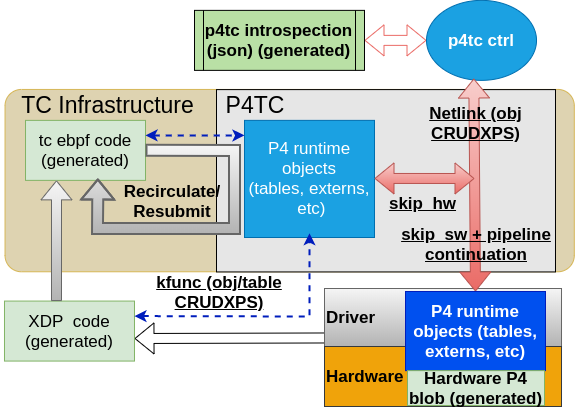 p4tc introspection
(json) (generated)
p4tc ctrl
TC Infrastructure
P4TC
Netlink (obj
CRUDXPS)
tc ebpf code
(generated)
P4 runtime
objects
(tables, externs,
etc)
Recirculate/
Resubmit
skip_hw
skip_sw + pipeline
continuation
kfunc (obj/table
CRUDXPS)
XDP code
(generated)
Driver
P4 runtime
objects (tables,
externs, etc)
Hardware
Hardware P4
blob (generated)